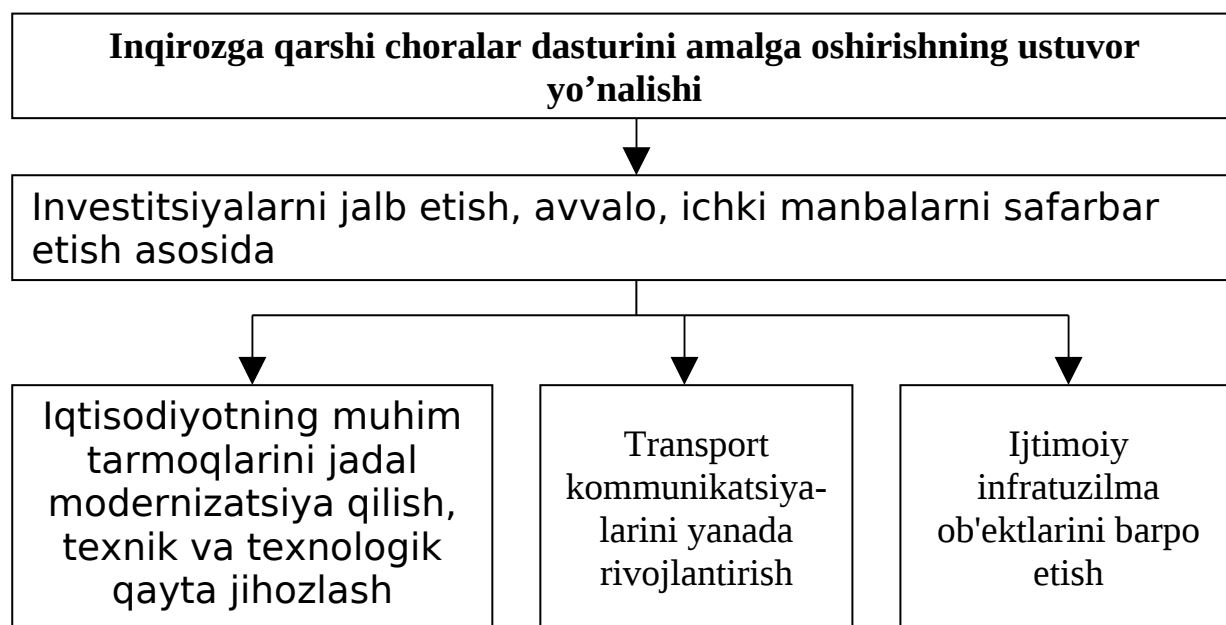 Inqirozga qarshi choralar dasturini amalga oshirishning ustuvor
yo’nalishi
Investitsiyalarni jalb etish, avvalo, ichki manbalarni safarbar
etish asosida
Iqtisodiyotning muhim
tarmoqlarini jadal
modernizatsiya qilish,
texnik va texnologik
qayta jihozlash
Transport
kommunikatsiya-
larini yanada
rivojlantirish
Ijtimoiy
infratuzilma
ob'ektlarini barpo
etish